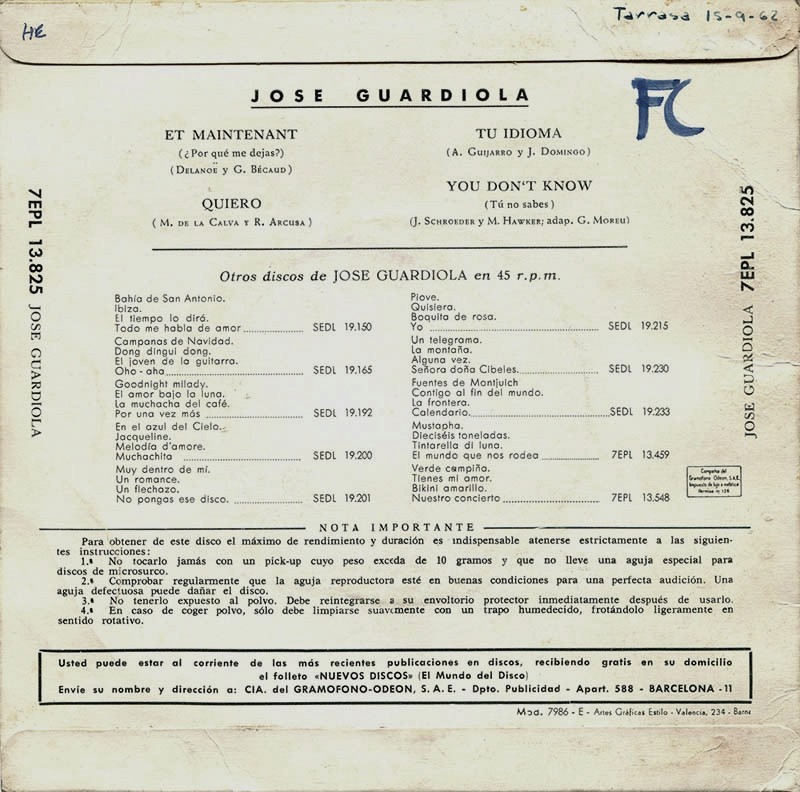 HE
Tarrasa 15-9-62
JOSE GUARDIOLA
FC
ET MAINTENANT
(¿Por qué me dejas?)
(Delanoë y G. Bécaud)
QUIERO
(M. de la Calva y R. Arcusa)
TU IDIOMA
(A. Guijarro y J. Domingo)
YOU DON'T KNOW
(Tú no sabes)
(J. Schroeder y M. Hawker; adap. G. Moreu)
7EPL 13.825 JOSE GUARDIOLA
JOSE GUARDIOLA 7EPL 13.825
Otros discos de JOSE GUARDIOLA en 45 r.p.m.
Bahía de San Antonio.
Ibiza.
El tiempo lo dirá.
Todo me habla de amor SEDL 19.150
Campanas de Navidad.
Dong dingui dong.
El joven de la guitarra.
Oho - aha SEDL 19.165
Goodnight milady.
El amor bajo la luna.
La muchacha del café.
Por una vez más SEDL 19.192
En el azul del Cielo.
Jacqueline.
Melodía d'amore.
Muchachita SEDL 19.200
Muy dentro de mí.
Un romance.
Un flechazo.
No pongas ese disco. SEDL 19.201
Piove.
Quisiera.
Boquita de rosa.
Yo SEDL 19.215
Un telegrama.
La montaña.
Alguna vez.
Señora doña Cibeles. SEDL 19.230
Fuentes de Montjuich
Contigo al fin del mundo.
La frontera.
Calendario. SEDL 19.233
Mustapha.
Dieciséis toneladas.
Tintarella di luna.
El mundo que nos rodea 7EPL 13.459
Verde campiña.
Tienes mi amor.
Bikini amarillo.
Nuestro concierto 7EPL 13.548
Compañía del
Gramófono Odeon, S.A.E.
NOTA IMPORTANTE
Para obtener de este disco el máximo de rendimiento y duración es indispensable atenerse estrictamente a las siguien-
tes instrucciones:
1.ª No tocarlo jamás con un pick-up cuyo peso exceda de 10 gramos y que no lleve una aguja especial para
discos de microsurco.
2.ª Comprobar regularmente que la aguja reproductora esté en buenas condiciones para una perfecta audición. Una
aguja defectuosa puede dañar el disco.
3.ª No tenerlo expuesto al polvo. Debe reintegrarse a su envoltorio protector inmediatamente después de usarlo.
4.ª En caso de coger polvo, sólo debe limpiarse suavemente con un trapo humedecido, frotándolo ligeramente en
sentido rotativo.
Usted puede estar al corriente de las más recientes publicaciones en discos, recibiendo gratis en su domicilio
el folleto «NUEVOS DISCOS» (El Mundo del Disco)
Envíe su nombre y dirección a: CIA. del GRAMOFONO-ODEON, S. A. E. - Dpto. Publicidad - Apart. 588 - BARCELONA - 11
Mod. 7986 - E - Artes Gráficas Estilo - Valencia, 234 - Barna